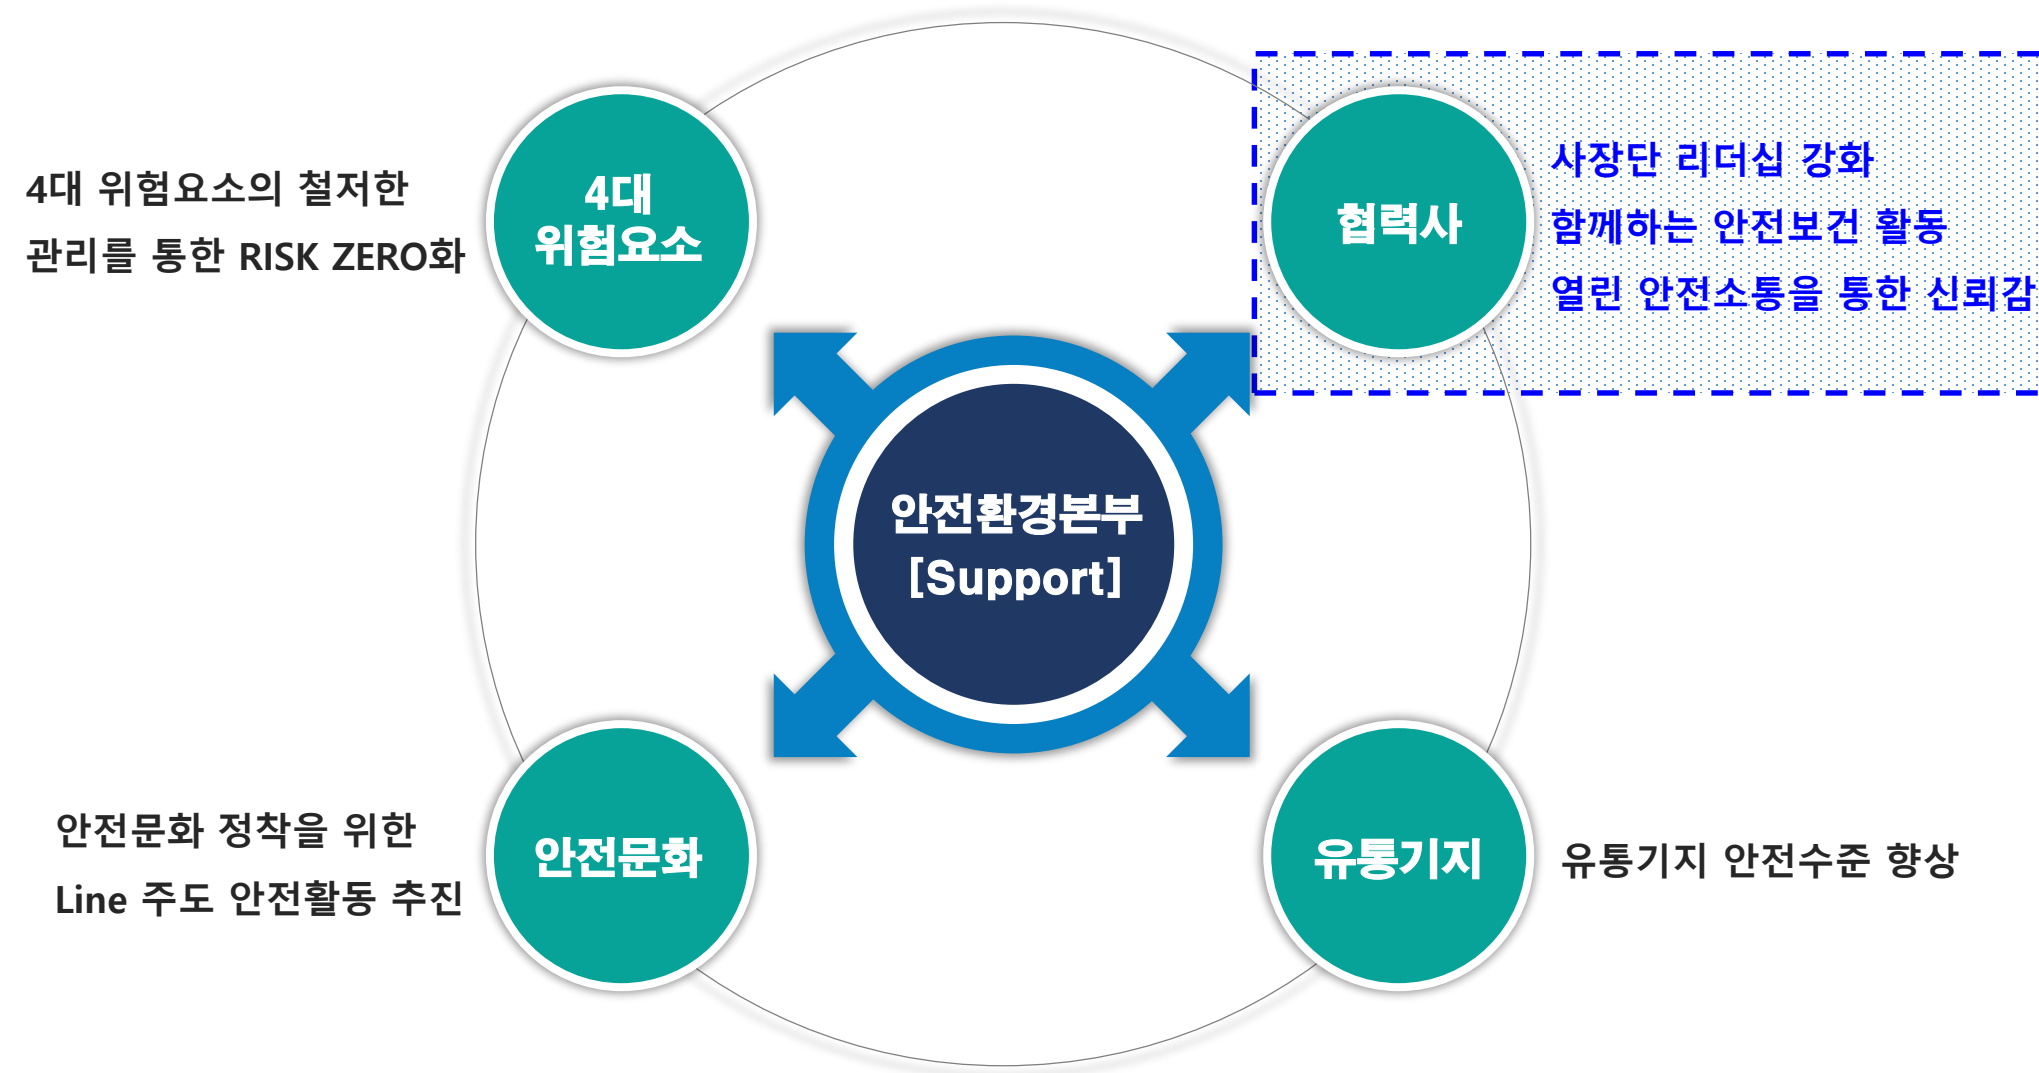 4대 위험요소의 철저한
관리를 통한 RISK ZERO화
4대
위험요소
협력사
사장단 리더십 강화
함께하는 안전보건 활동
열린 안전소통을 통한 신뢰감
안전환경본부
[Support]
안전문화 정착을 위한
Line 주도 안전활동 추진
안전문화
유통기지
유통기지 안전수준 향상